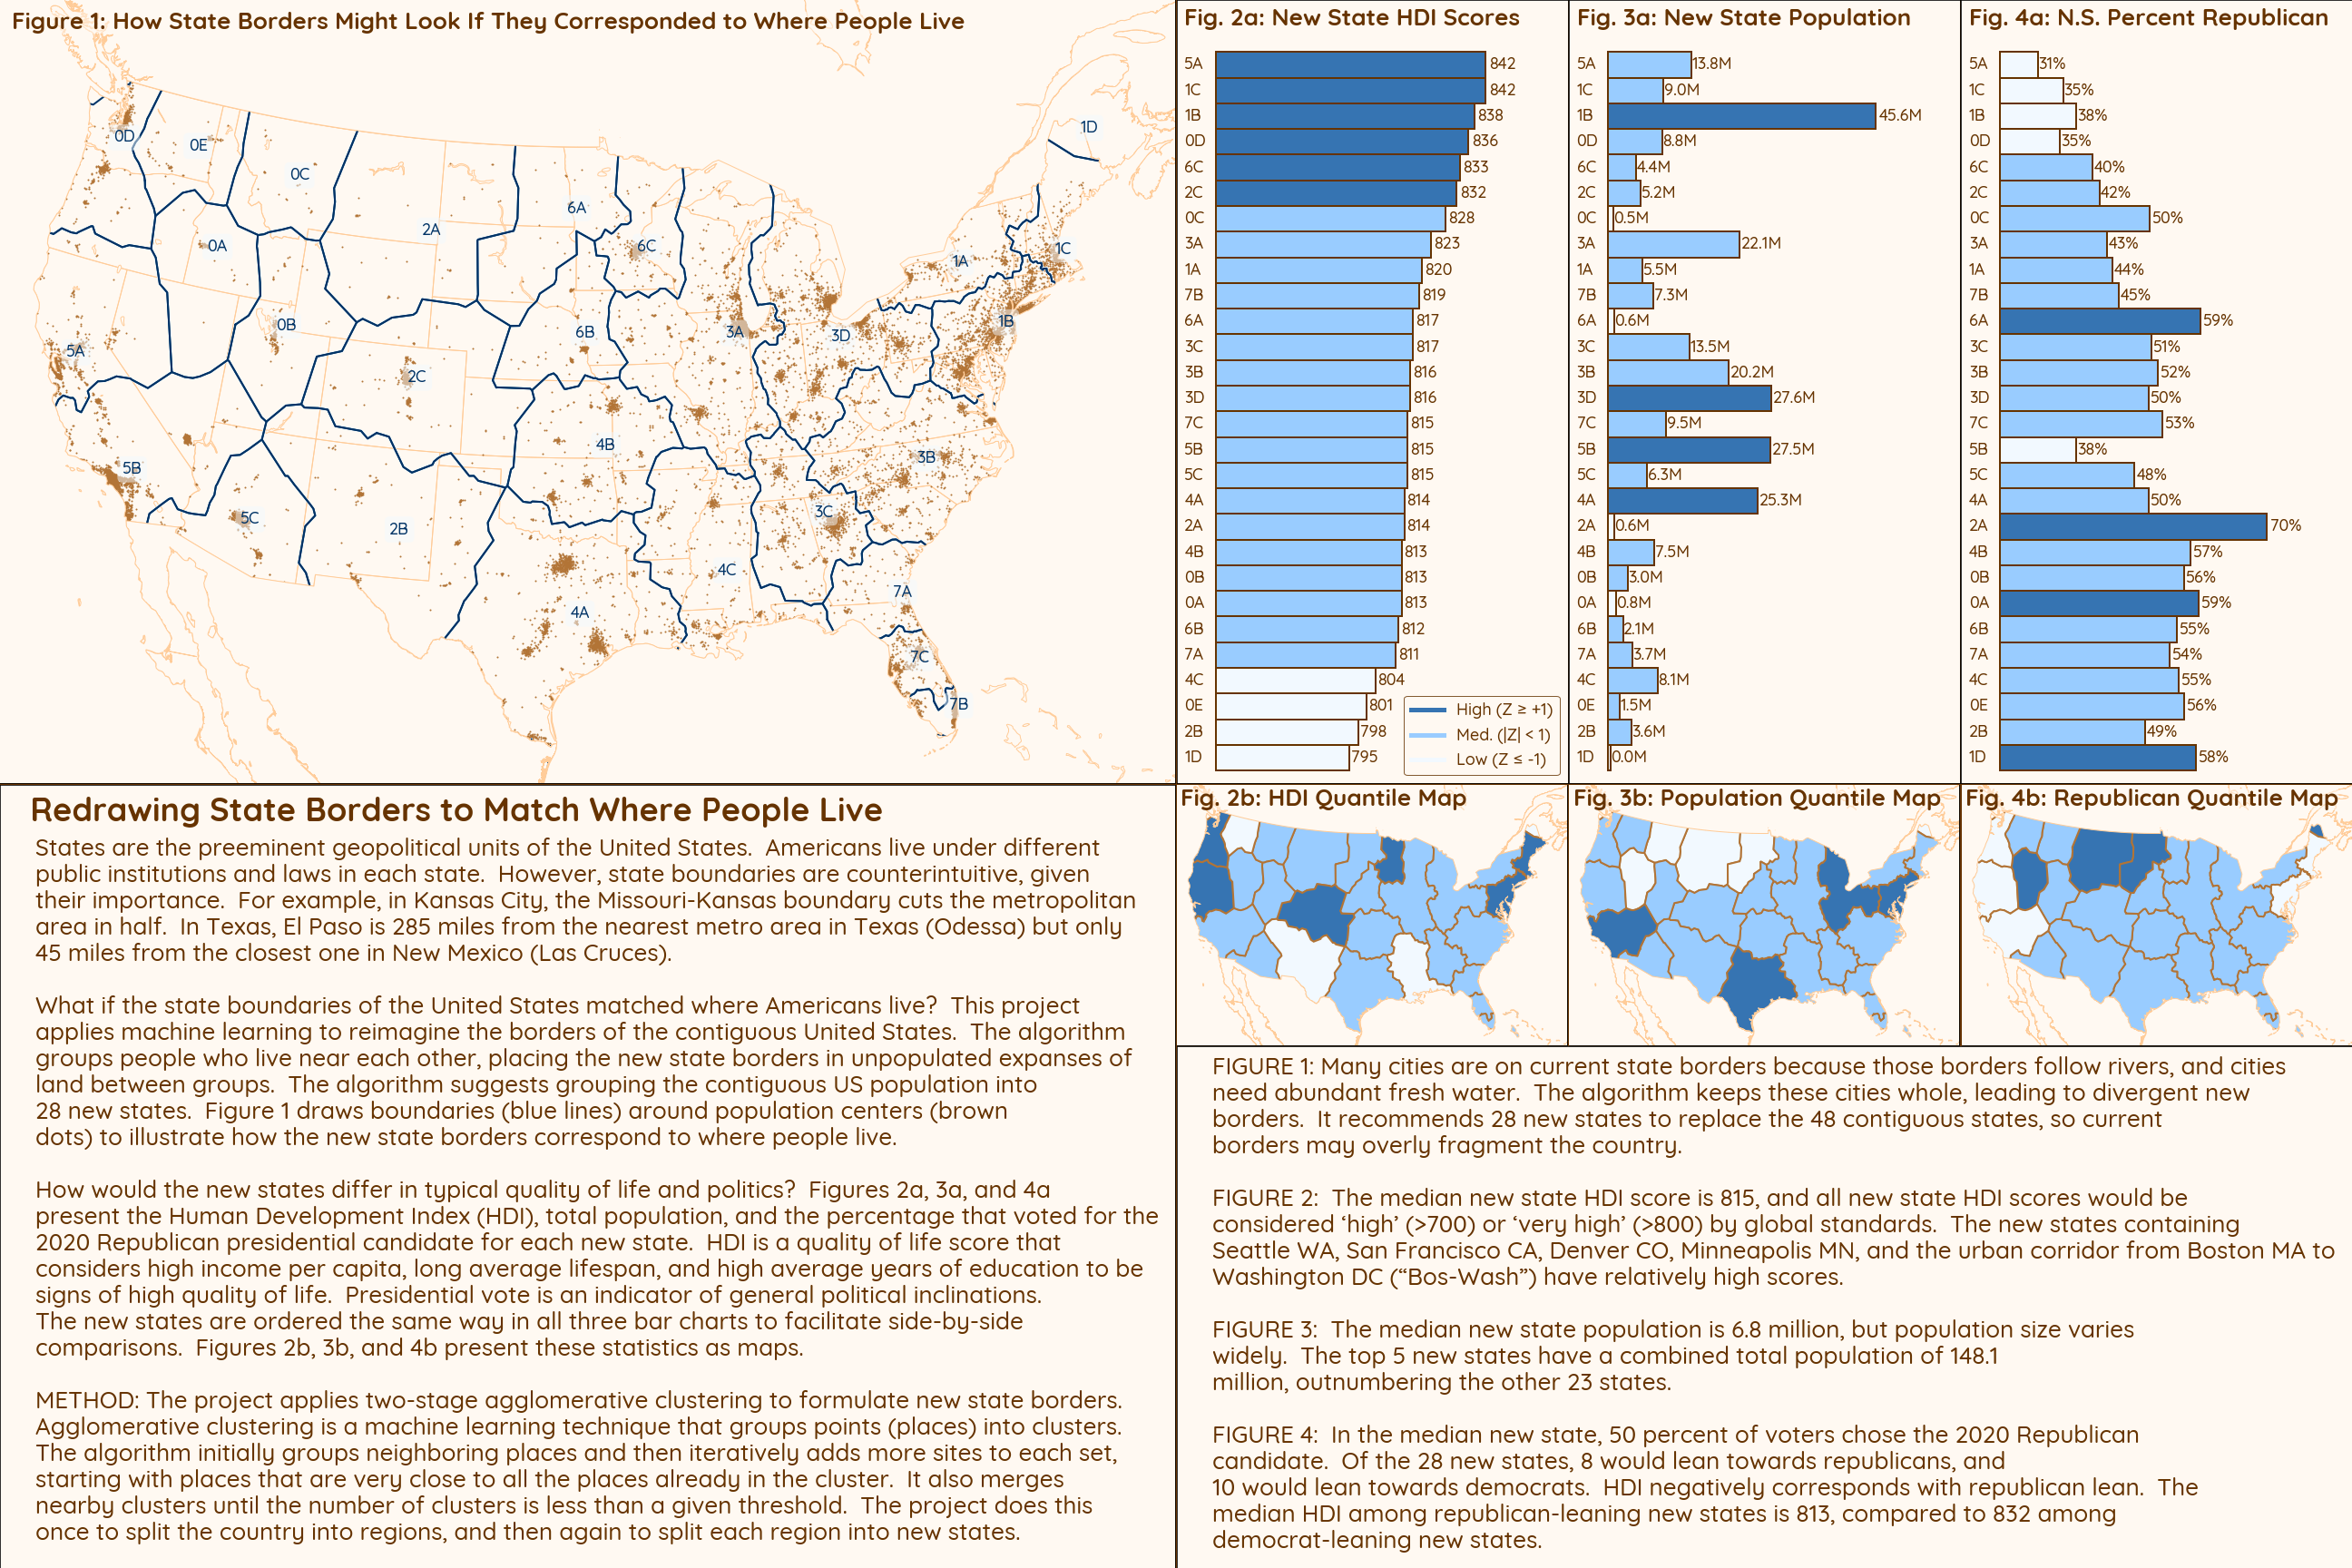 Figure 1: How State Borders Might Look If They Corresponded to Where People Live
0D
0E
0C
2A
6A
6C
1D
0A
1A
1C
0B
5A
2C
6B
3A
3D
1B
4B
5B
3B
5C
2B
3C
4C
4A
7A
7C
7B
Fig. 2a: New State HDI Scores
5A 842
1C 842
1B 838
0D 836
6C 833
2C 832
0C 828
3A 823
1A 820
7B 819
6A 817
3C 817
3B 816
3D 816
7C 815
5B 815
5C 815
4A 814
2A 814
4B 813
0B 813
0A 813
6B 812
7A 811
4C 804
0E 801
2B 798
1D 795
High (Z ≥ +1)
Med. (|Z| < 1)
Low (Z ≤ -1)
Fig. 3a: New State Population
5A 13.8M
1C 9.0M
1B 45.6M
0D 8.8M
6C 4.4M
2C 5.2M
0C 0.5M
3A 22.1M
1A 5.5M
7B 7.3M
6A 0.6M
3C 13.5M
3B 20.2M
3D 27.6M
7C 9.5M
5B 27.5M
5C 6.3M
4A 25.3M
2A 0.6M
4B 7.5M
0B 3.0M
0A 0.8M
6B 2.1M
7A 3.7M
4C 8.1M
0E 1.5M
2B 3.6M
1D 0.0M
Fig. 4a: N.S. Percent Republican
5A 31%
1C 35%
1B 38%
0D 35%
6C 40%
2C 42%
0C 50%
3A 43%
1A 44%
7B 45%
6A 59%
3C 51%
3B 52%
3D 50%
7C 53%
5B 38%
5C 48%
4A 50%
2A 70%
4B 57%
0B 56%
0A 59%
6B 55%
7A 54%
4C 55%
0E 56%
2B 49%
1D 58%
Redrawing State Borders to Match Where People Live
States are the preeminent geopolitical units of the United States. Americans live under different
public institutions and laws in each state. However, state boundaries are counterintuitive, given
their importance. For example, in Kansas City, the Missouri-Kansas boundary cuts the metropolitan
area in half. In Texas, El Paso is 285 miles from the nearest metro area in Texas (Odessa) but only
45 miles from the closest one in New Mexico (Las Cruces).
What if the state boundaries of the United States matched where Americans live? This project
applies machine learning to reimagine the borders of the contiguous United States. The algorithm
groups people who live near each other, placing the new state borders in unpopulated expanses of
land between groups. The algorithm suggests grouping the contiguous US population into
28 new states. Figure 1 draws boundaries (blue lines) around population centers (brown
dots) to illustrate how the new state borders correspond to where people live.
How would the new states differ in typical quality of life and politics? Figures 2a, 3a, and 4a
present the Human Development Index (HDI), total population, and the percentage that voted for the
2020 Republican presidential candidate for each new state. HDI is a quality of life score that
considers high income per capita, long average lifespan, and high average years of education to be
signs of high quality of life. Presidential vote is an indicator of general political inclinations.
The new states are ordered the same way in all three bar charts to facilitate side-by-side
comparisons. Figures 2b, 3b, and 4b present these statistics as maps.
METHOD: The project applies two-stage agglomerative clustering to formulate new state borders.
Agglomerative clustering is a machine learning technique that groups points (places) into clusters.
The algorithm initially groups neighboring places and then iteratively adds more sites to each set,
starting with places that are very close to all the places already in the cluster. It also merges
nearby clusters until the number of clusters is less than a given threshold. The project does this
once to split the country into regions, and then again to split each region into new states.
Fig. 2b: HDI Quantile Map
Fig. 3b: Population Quantile Map
Fig. 4b: Republican Quantile Map
FIGURE 1: Many cities are on current state borders because those borders follow rivers, and cities
need abundant fresh water. The algorithm keeps these cities whole, leading to divergent new
borders. It recommends 28 new states to replace the 48 contiguous states, so current
borders may overly fragment the country.
FIGURE 2: The median new state HDI score is 815, and all new state HDI scores would be
considered ‘high’ (>700) or ‘very high’ (>800) by global standards. The new states containing
Seattle WA, San Francisco CA, Denver CO, Minneapolis MN, and the urban corridor from Boston MA to
Washington DC (“Bos-Wash”) have relatively high scores.
FIGURE 3: The median new state population is 6.8 million, but population size varies
widely. The top 5 new states have a combined total population of 148.1
million, outnumbering the other 23 states.
FIGURE 4: In the median new state, 50 percent of voters chose the 2020 Republican
candidate. Of the 28 new states, 8 would lean towards republicans, and
10 would lean towards democrats. HDI negatively corresponds with republican lean. The
median HDI among republican-leaning new states is 813, compared to 832 among
democrat-leaning new states.